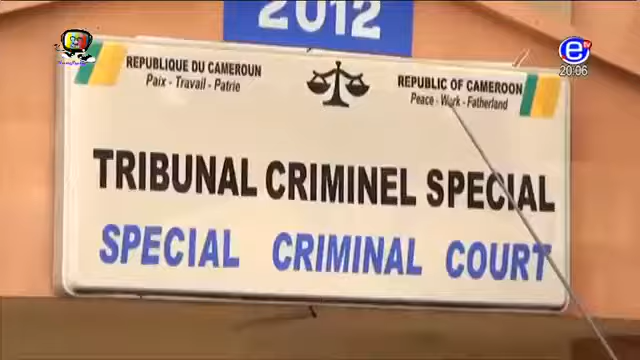 2012
REPUBLIQUE DU CAMEROUN
Paix - Travail - Patrie
REPUBLIC OF CAMEROON
Peace - Work - Fatherland
TRIBUNAL CRIMINEL SPECIAL
SPECIAL CRIMINAL COURT
e
20:06